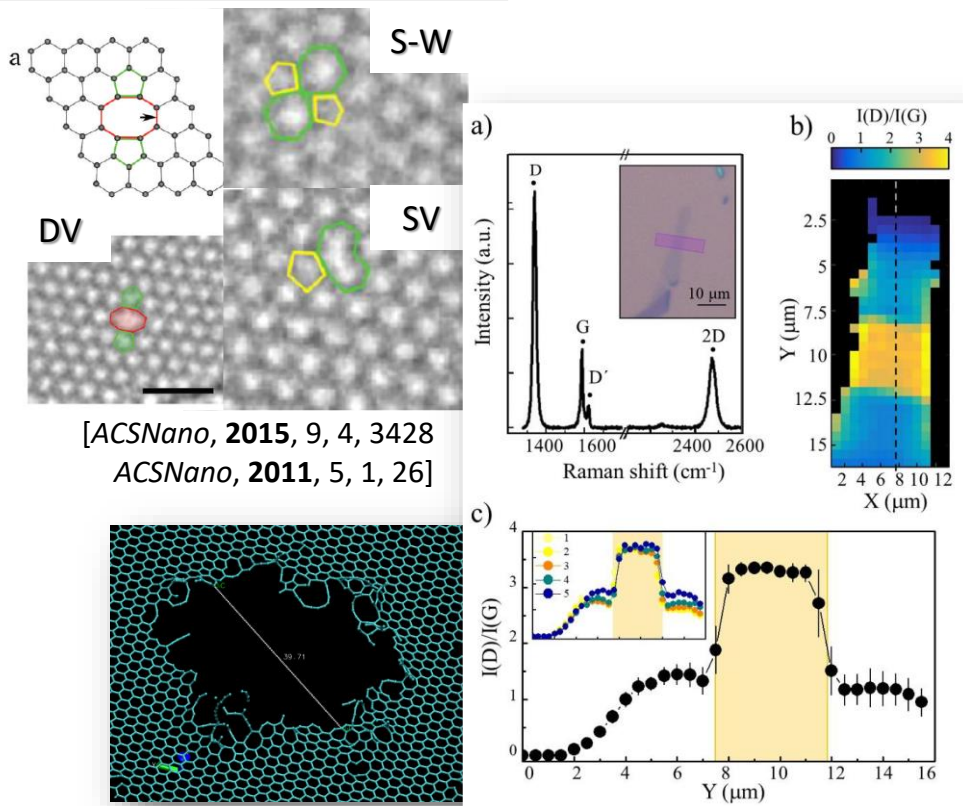 a
S-W
DV
SV
[ACSNano, 2015, 9, 4, 3428
ACSNano, 2011, 5, 1, 26]
39.71
a)
Intensity (a.u.)
D
G
D´
2D
10 µm
1400
1600
2400
2600
Raman shift (cm-1)
b)
I(D)/I(G)
0 1 2 3 4
Y (µm)
2.5
5
7.5
10
12.5
15
2 4 6 8 10 12
X (µm)
c)
I(D)/I(G)
4
3
2
1
0
1
2
3
4
5
0 2 4 6 8 10 12 14 16
Y (µm)